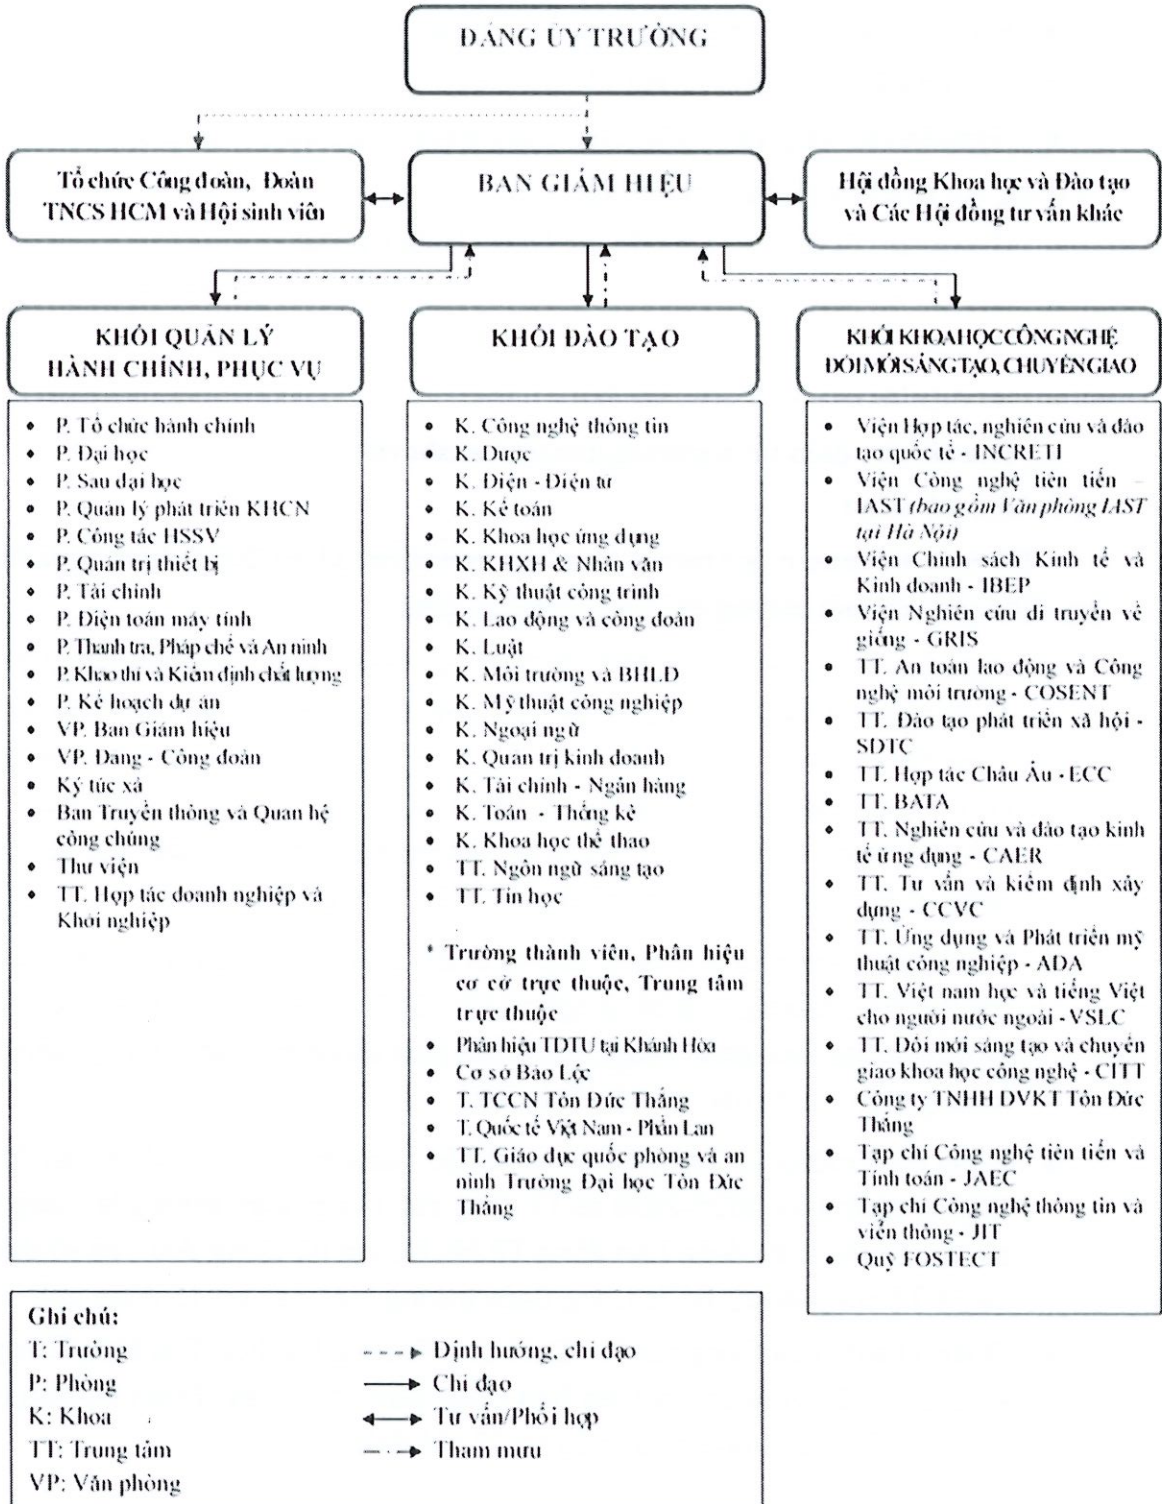 ĐẢNG ỦY TRƯỜNG
Tổ chức Công đoàn, Đoàn
TNCS HCM và Hội sinh viên
BAN GIÁM HIỆU
Hội đồng Khoa học và Đào tạo
và Các Hội đồng tư vấn khác
KHỐI QUẢN LÝ
HÀNH CHÍNH, PHỤC VỤ
P. Tổ chức hành chính
P. Đại học
P. Sau đại học
P. Quản lý phát triển KHCN
P. Công tác HSSV
P. Quản trị thiết bị
P. Tài chính
P. Điện toán máy tính
P. Thanh tra, Pháp chế và An ninh
P. Khảo thí và Kiểm định chất lượng
P. Kế hoạch dự án
VP. Ban Giám hiệu
VP. Đảng - Công đoàn
Ký túc xá
Ban Truyền thông và Quan hệ
công chúng
Thư viện
TT. Hợp tác doanh nghiệp và
Khởi nghiệp
KHỐI ĐÀO TẠO
K. Công nghệ thông tin
K. Dược
K. Điện - Điện tử
K. Kế toán
K. Khoa học ứng dụng
K. KHXH & Nhân văn
K. Kỹ thuật công trình
K. Lao động và công đoàn
K. Luật
K. Môi trường và BHLĐ
K. Mỹ thuật công nghiệp
K. Ngoại ngữ
K. Quản trị kinh doanh
K. Tài chính - Ngân hàng
K. Toán - Thống kê
K. Khoa học thể thao
TT. Ngôn ngữ sáng tạo
TT. Tin học
* Trường thành viên, Phân hiệu
cơ cở trực thuộc, Trung tâm
trực thuộc
Phân hiệu TDTU tại Khánh Hòa
Cơ sở Bảo Lộc
T. TCCN Tôn Đức Thắng
T. Quốc tế Việt Nam - Phần Lan
TT. Giáo dục quốc phòng và an
ninh Trường Đại học Tôn Đức
Thắng
KHỐI KHOA HỌC CÔNG NGHỆ
ĐỔI MỚI SÁNG TẠO, CHUYỂN GIAO
Viện Hợp tác, nghiên cứu và đào
tạo quốc tế - INCRETI
Viện Công nghệ tiên tiến –
IAST (bao gồm Văn phòng IAST
tại Hà Nội)
Viện Chính sách Kinh tế và
Kinh doanh - IBEP
Viện Nghiên cứu di truyền về
giống - GRIS
TT. An toàn lao động và Công
nghệ môi trường - COSENT
TT. Đào tạo phát triển xã hội -
SDTC
TT. Hợp tác Châu Âu - ECC
TT. BATA
TT. Nghiên cứu và đào tạo kinh
tế ứng dụng - CAER
TT. Tư vấn và kiểm định xây
dựng - CCVC
TT. Ứng dụng và Phát triển mỹ
thuật công nghiệp - ADA
TT. Việt nam học và tiếng Việt
cho người nước ngoài - VSLC
TT. Đổi mới sáng tạo và chuyển
giao khoa học công nghệ - CITT
Công ty TNHH DVKT Tôn Đức
Thắng
Tạp chí Công nghệ tiên tiến và
Tính toán - JAEC
Tạp chí Công nghệ thông tin và
viễn thông - JIT
Quỹ FOSTECT
Ghi chú:
T: Trường
P: Phòng
K: Khoa
TT: Trung tâm
VP: Văn phòng
Định hướng, chỉ đạo
Chỉ đạo
Tư vấn/Phối hợp
Tham mưu